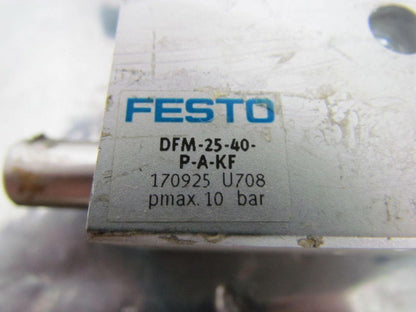 FESTO
DFM-25-40-
P-A-KF
170925 U708
pmax. 10 bar